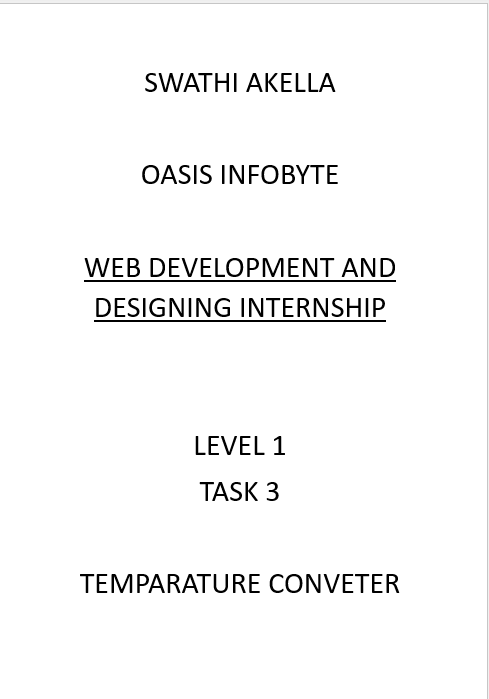 SWATHI AKELLA
OASIS INFOBYTE
WEB DEVELOPMENT AND
DESIGNING INTERNSHIP
LEVEL 1
TASK 3
TEMPARATURE CONVETER